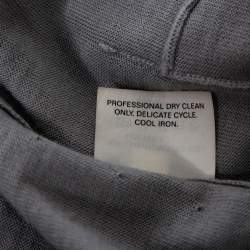 PROFESSIONAL DRY CLEAN
ONLY. DELICATE CYCLE.
COOL IRON.